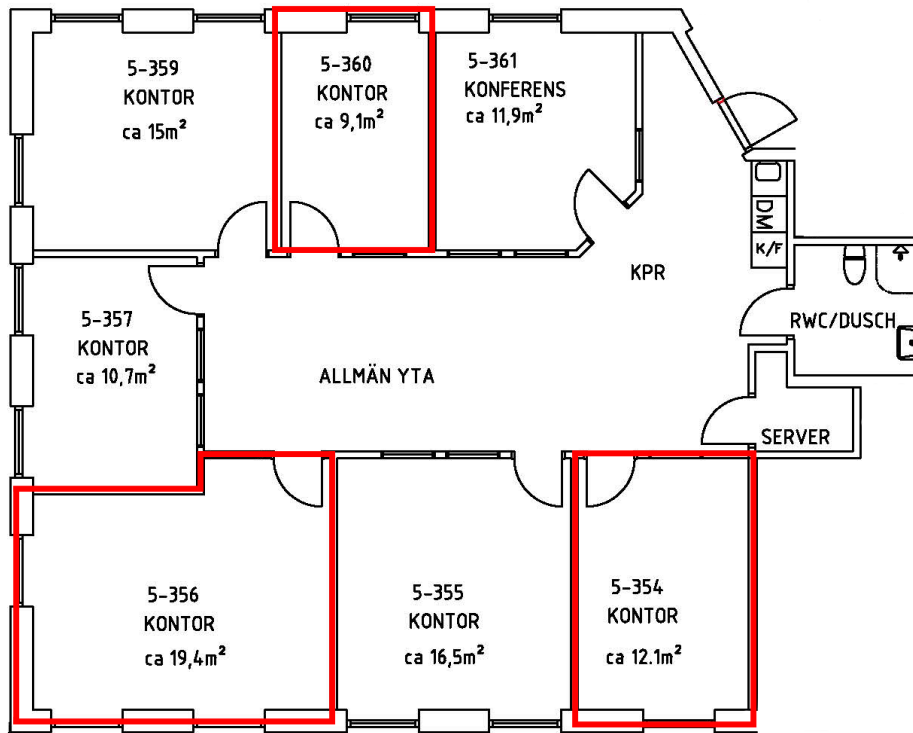 5-359
KONTOR
ca 15m²
5-360
KONTOR
ca 9,1m²
5-361
KONFERENS
ca 11,9m²
DM
K/F
KPR
RWC/DUSCH
5-357
KONTOR
ca 10,7m²
ALLMÄN YTA
SERVER
5-356
KONTOR
ca 19,4m²
5-355
KONTOR
ca 16,5m²
5-354
KONTOR
ca 12.1m²